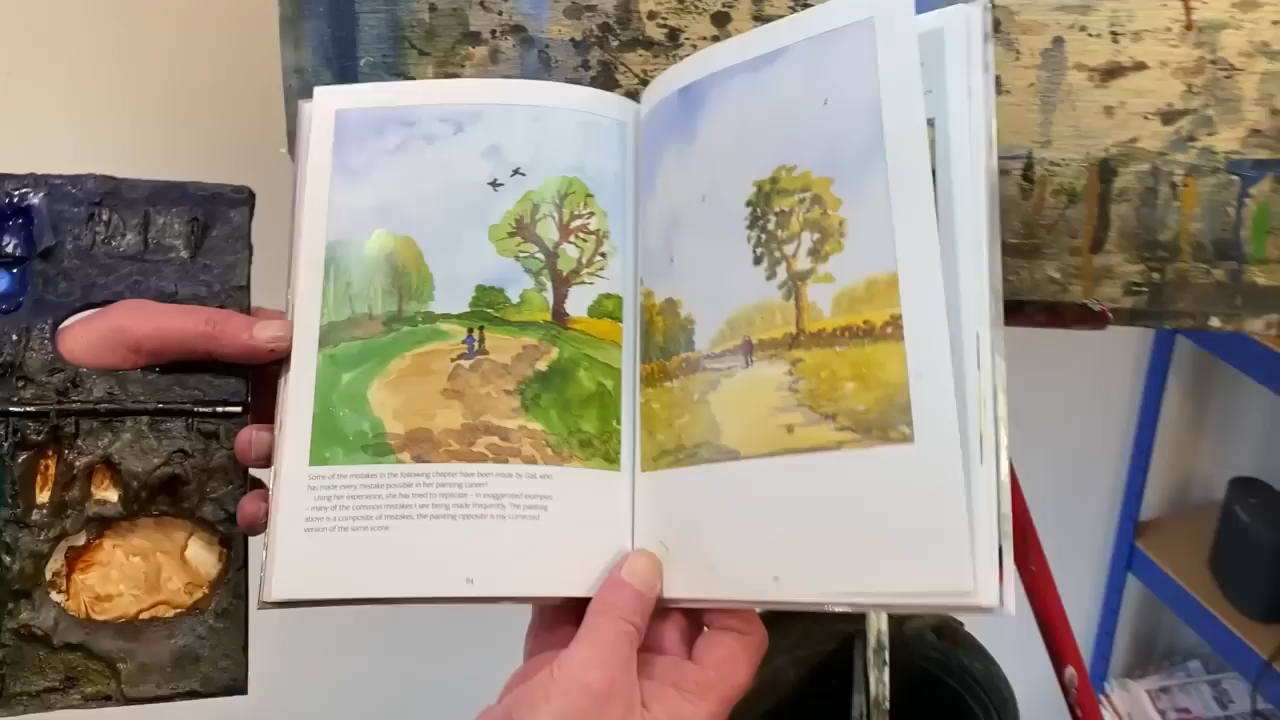 Some of the mistakes in the following chapter have been made by Gail, who
has made every mistake possible in her painting career!
Using her experience, she has tried to replicate – in exaggerated examples
– many of the common mistakes I see being made frequently. The painting
above is a composite of mistakes; the painting opposite is my corrected
version of the same scene.
64